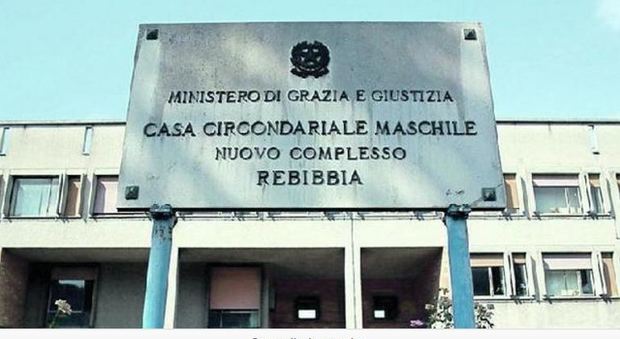 MINISTERO DI GRAZIA E GIUSTIZIA
CASA CIRCONDARIALE MASCHILE
NUOVO COMPLESSO
REBIBBIA